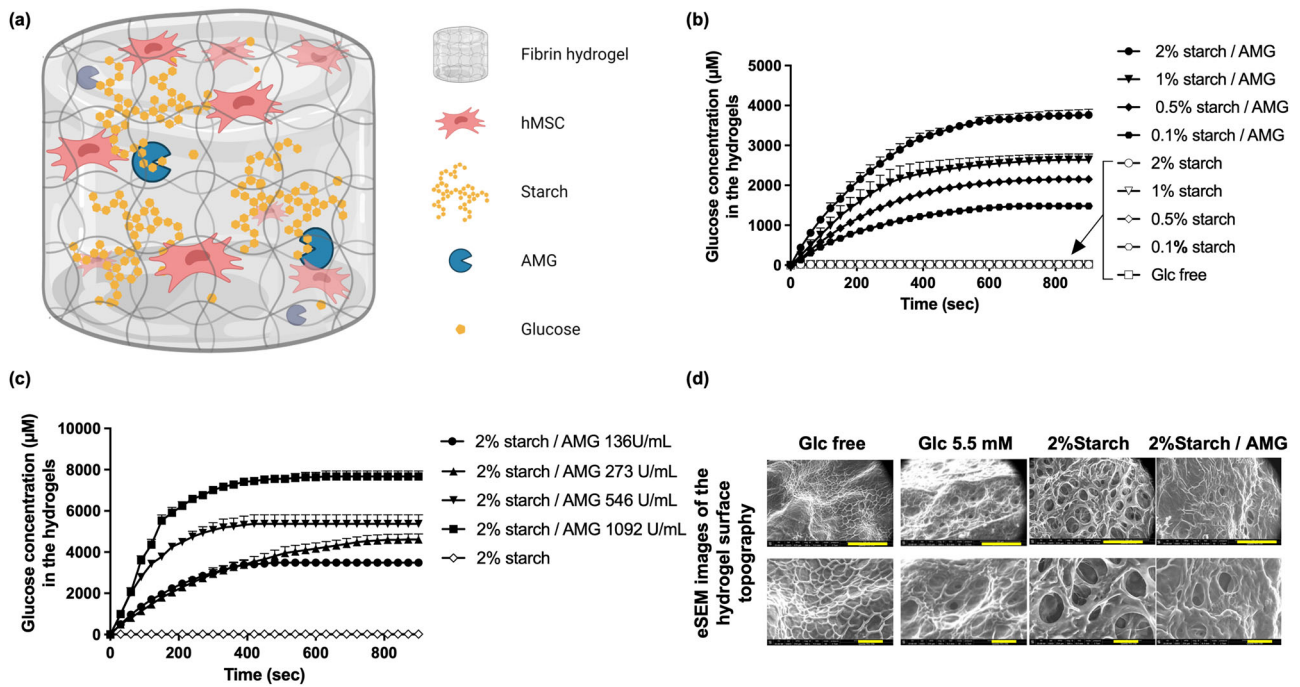 (a)
Fibrin hydrogel
hMSC
Starch
AMG
Glucose
(b)
Glucose concentration (µM)
in the hydrogels
5000
4000
3000
2000
1000
0
0
200
400
600
800
Time (sec)
2% starch / AMG
1% starch / AMG
0.5% starch / AMG
0.1% starch / AMG
2% starch
1% starch
0.5% starch
0.1% starch
Glc free
(c)
Glucose concentration (µM)
in the hydrogels
10000
8000
6000
4000
2000
0
0
200
400
600
800
Time (sec)
2% starch / AMG 136U/mL
2% starch / AMG 273 U/mL
2% starch / AMG 546 U/mL
2% starch / AMG 1092 U/mL
2% starch
(d)
Glc free
Glc 5.5 mM
2%Starch
2%Starch / AMG
eSEM images of the
hydrogel surface
topography